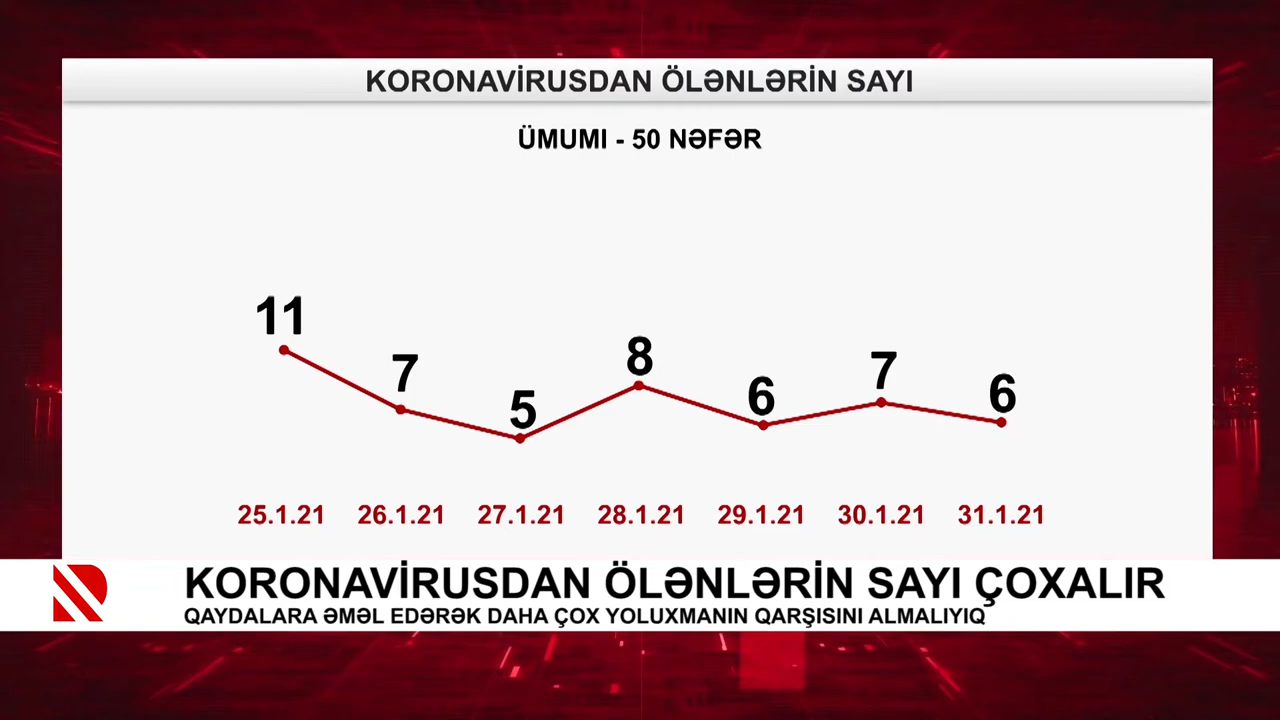 KORONAVİRUSDAN ÖLƏNLƏRİN SAYI
ÜMUMI - 50 NƏFƏR
11
7
5
8
6
7
6
25.1.21 26.1.21 27.1.21 28.1.21 29.1.21 30.1.21 31.1.21
KORONAVİRUSDAN ÖLƏNLƏRİN SAYI ÇOXALIR
QAYDALARA ƏMƏL EDƏRƏK DAHA ÇOX YOLUXMANIN QARŞISINI ALMALIYIQ